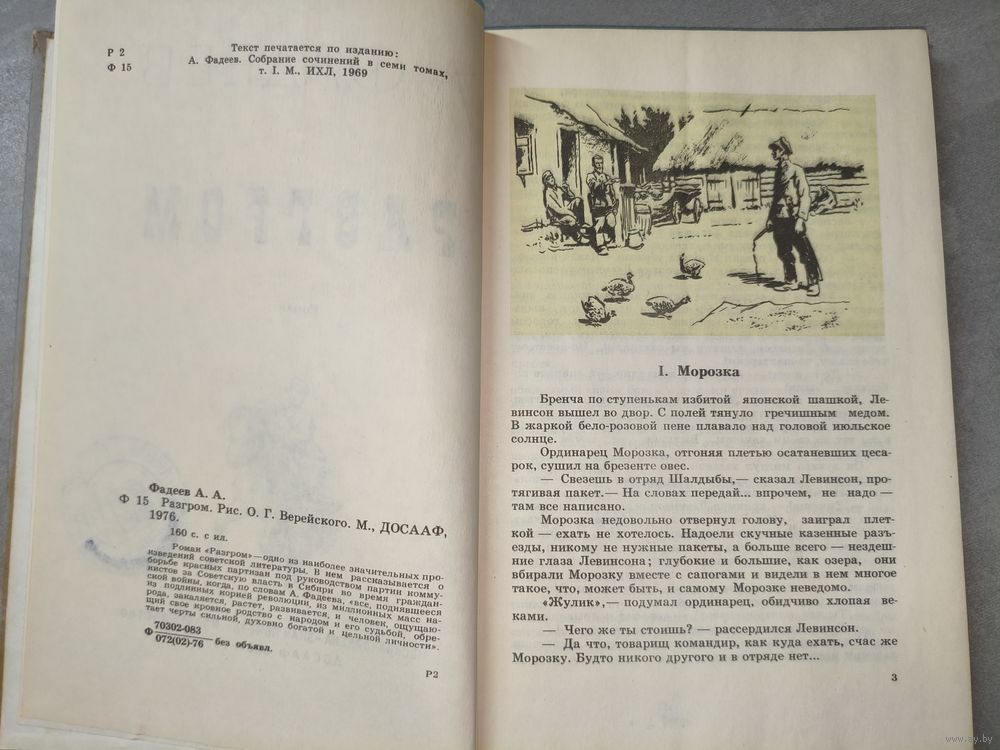 Р 2
Ф 15
Текст печатается по изданию:
А. Фадеев. Собрание сочинений в семи томах,
т. I. М., ИХЛ, 1969
Фадеев А. А.
Ф 15 Разгром. Рис. О. Г. Верейского. М., ДОСААФ,
1976.
160 с. с ил.
Роман «Разгром» — одно из наиболее значительных про-
изведений советской литературы. В нем рассказывается о
борьбе красных партизан под руководством партии комму-
нистов за Советскую власть в Сибири во время граждан-
ской войны, когда, по словам А. Фадеева, «все, поднявшееся
из подлинных корней революции, из миллионных масс на-
рода, закаляется, растет, развивается, и человек, ощущаю-
щий свое кровное родство с народом и его судьбой, обре-
тает черты сильной, духовно богатой и цельной личности».
Ф 70302-083
072(02)-76 без объявл.
Р2
I. Морозка
Бренча по ступенькам избитой японской шашкой, Ле-
винсон вышел во двор. С полей тянуло гречишным медом.
В жаркой бело-розовой пене плавало над головой июльское
солнце.
Ординарец Морозка, отгоняя плетью осатаневших цеса-
рок, сушил на брезенте овес.
— Свезешь в отряд Шалдыбы,— сказал Левинсон, про-
тягивая пакет.— На словах передай... впрочем, не надо —
там все написано.
Морозка недовольно отвернул голову, заиграл плет-
кой — ехать не хотелось. Надоели скучные казенные разъ-
езды, никому не нужные пакеты, а больше всего — нездеш-
ние глаза Левинсона; глубокие и большие, как озера, они
вбирали Морозку вместе с сапогами и видели в нем многое
такое, что, может быть, и самому Морозке неведомо.
«Жулик»,— подумал ординарец, обидчиво хлопая ве-
ками.
— Чего же ты стоишь? — рассердился Левинсон.
— Да что, товарищ командир, как куда ехать, счас же
Морозку. Будто никого другого и в отряде нет...
3
www.ay.by